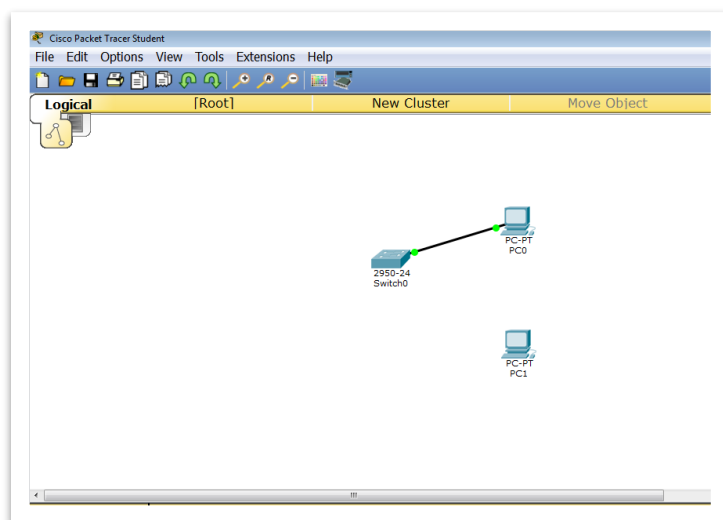 Cisco Packet Tracer Student
File Edit Options View Tools Extensions Help
Logical [Root] New Cluster Move Object
PC-PT
PC0
2950-24
Switch0
PC-PT
PC1